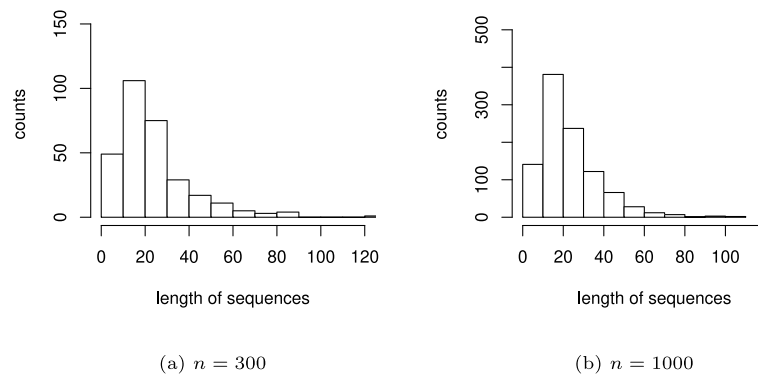 150
100
50
0
counts
0 20 40 60 80 100 120
length of sequences
(a) n = 300
500
300
100
0
counts
0 20 40 60 80 100
length of sequences
(b) n = 1000